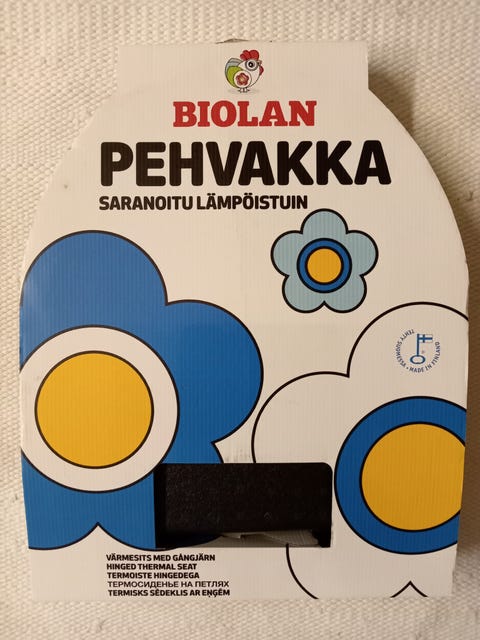 BIOLAN
PEHVAKKA
SARANOITU LÄMPÖISTUIN
TEHTY SUOMESSA • MADE IN FINLAND
VÄRMESITS MED GÅNGJÄRN
HINGED THERMAL SEAT
TERMOISTE HINGEDEGA
ТЕРМОСИДЕНЬЕ НА ПЕТЛЯХ
TERMISKS SĒDEKLIS AR EŅĢĒM